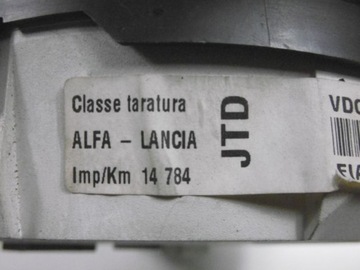 Classe taratura
ALFA - LANCIA
Imp/Km 14 784
JTD
VDO